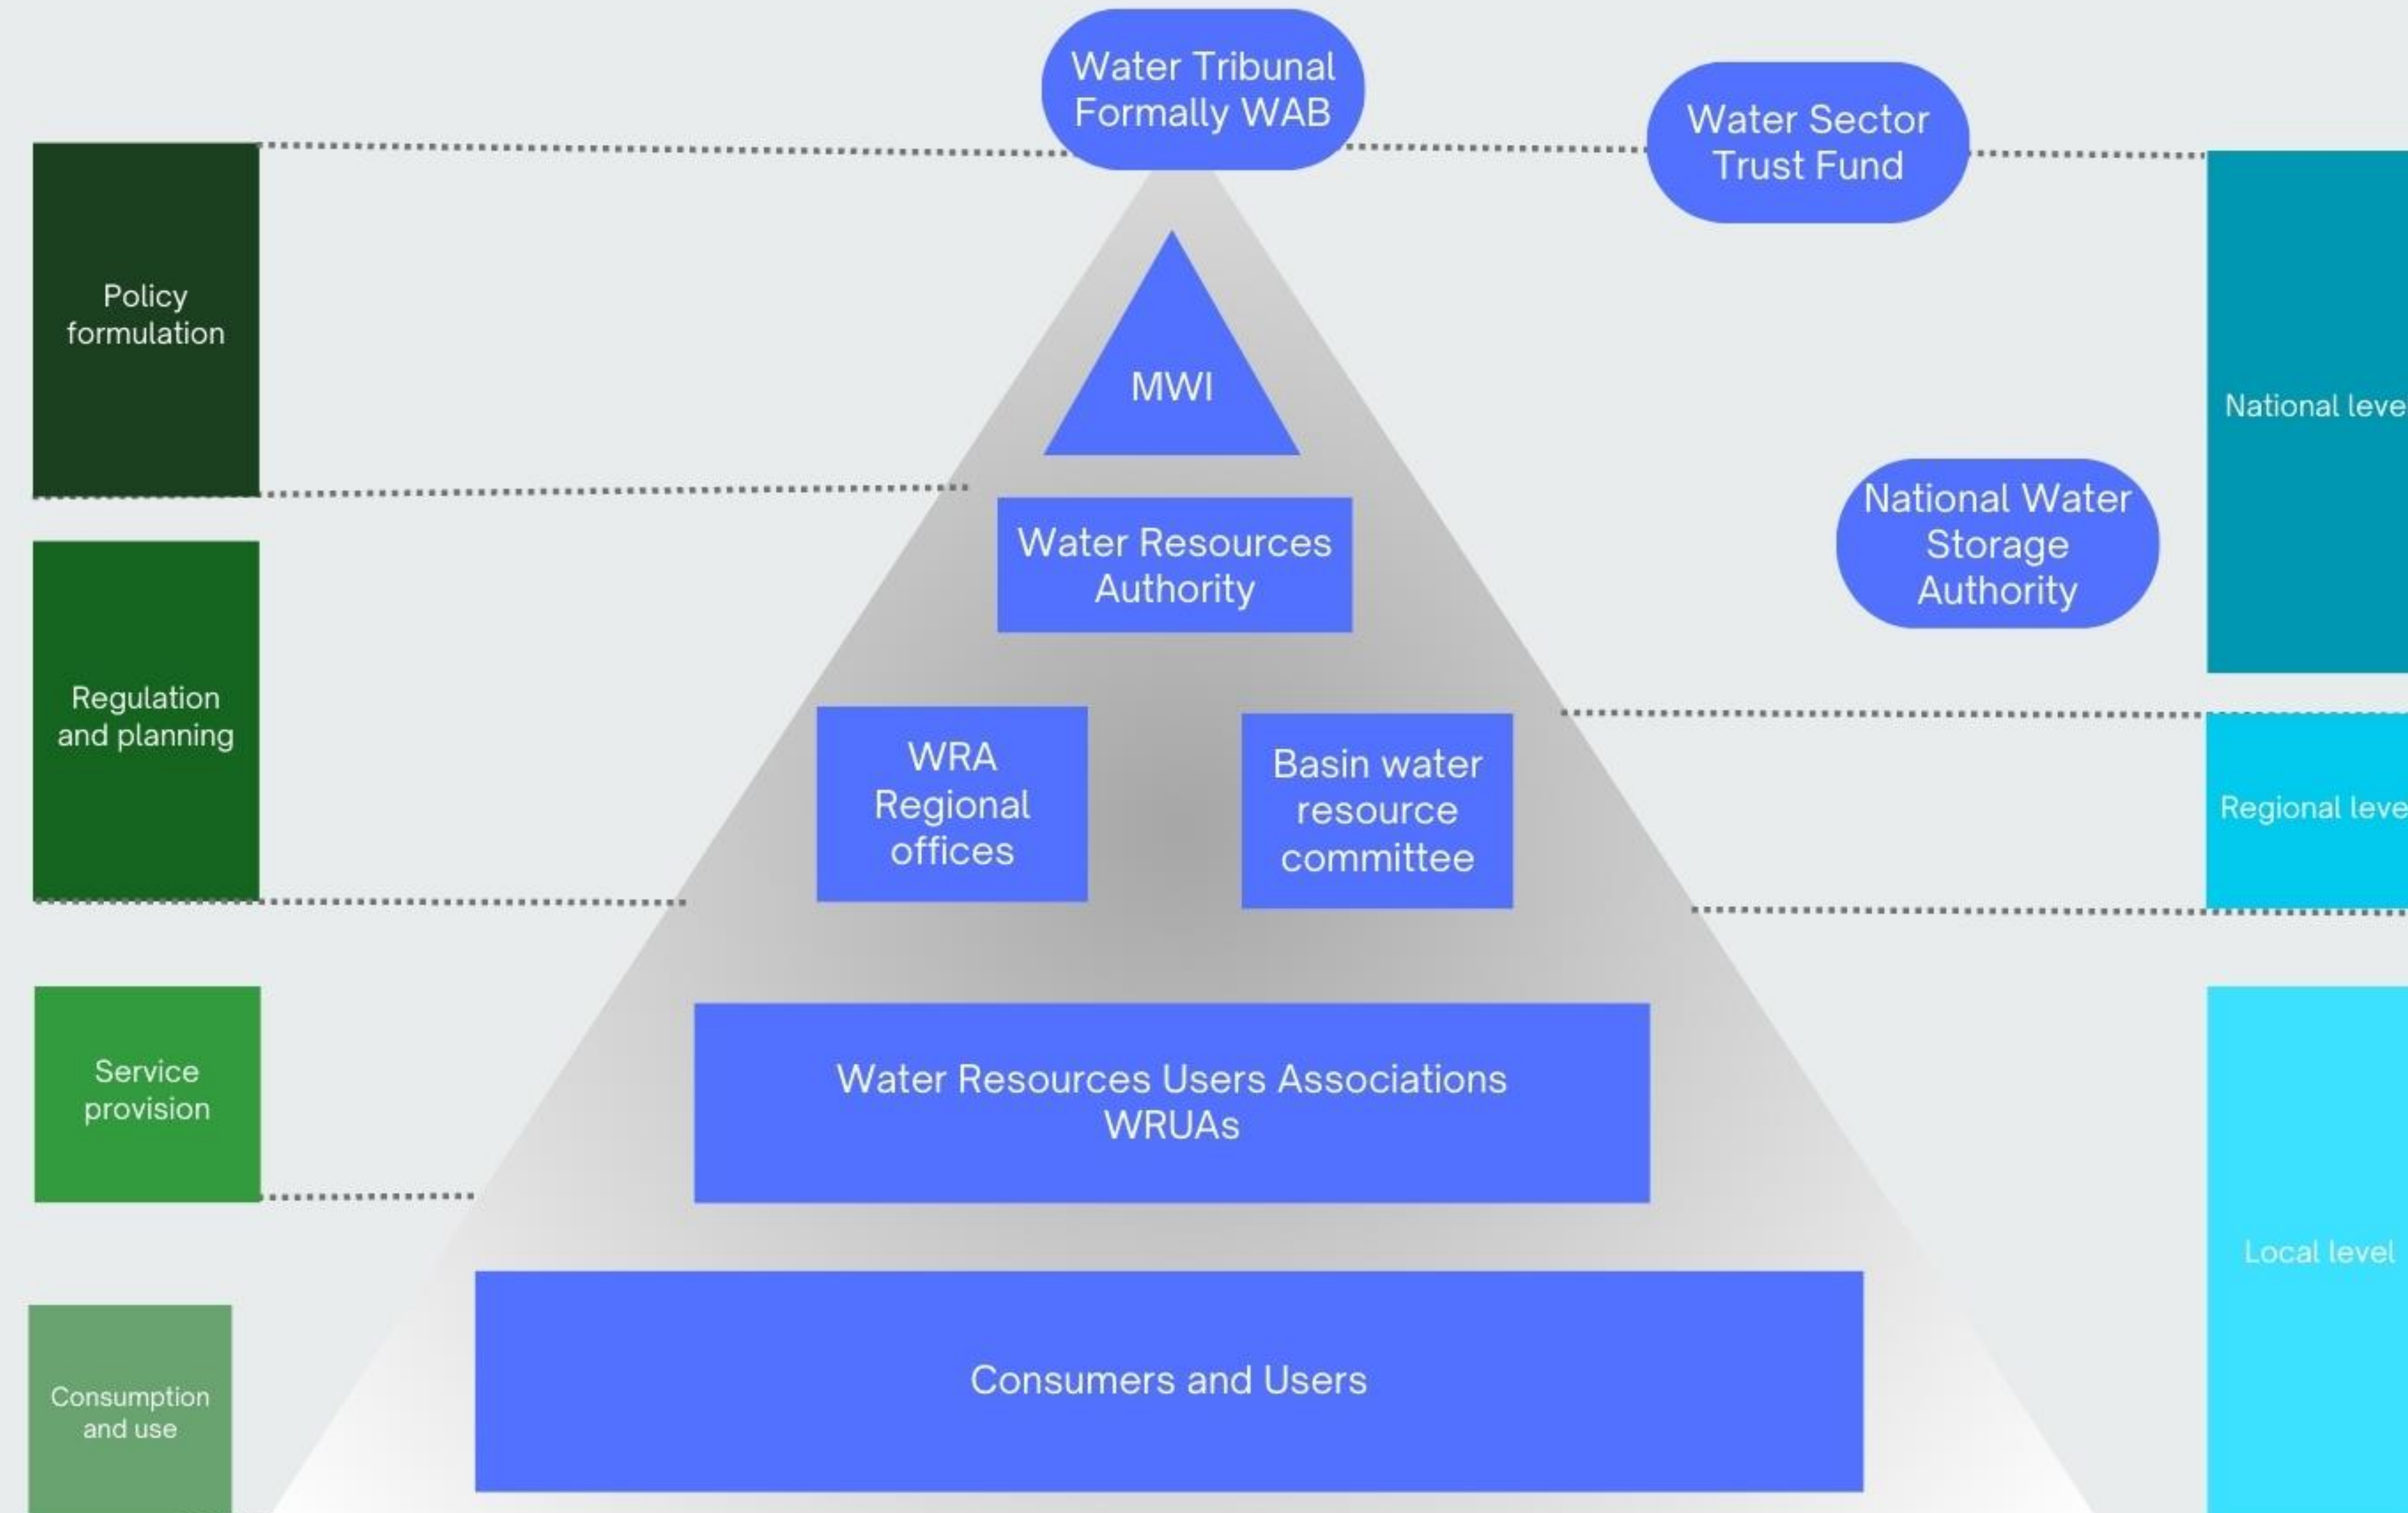 Water Tribunal
Formally WAB
Water Sector
Trust Fund
Policy
formulation
MWI
National leve
National Water
Storage
Authority
Water Resources
Authority
Regulation
and planning
WRA
Regional
offices
Basin water
resource
committee
Regional leve
Service
provision
Water Resources Users Associations
WRUAs
Local level
Consumption
and use
Consumers and Users